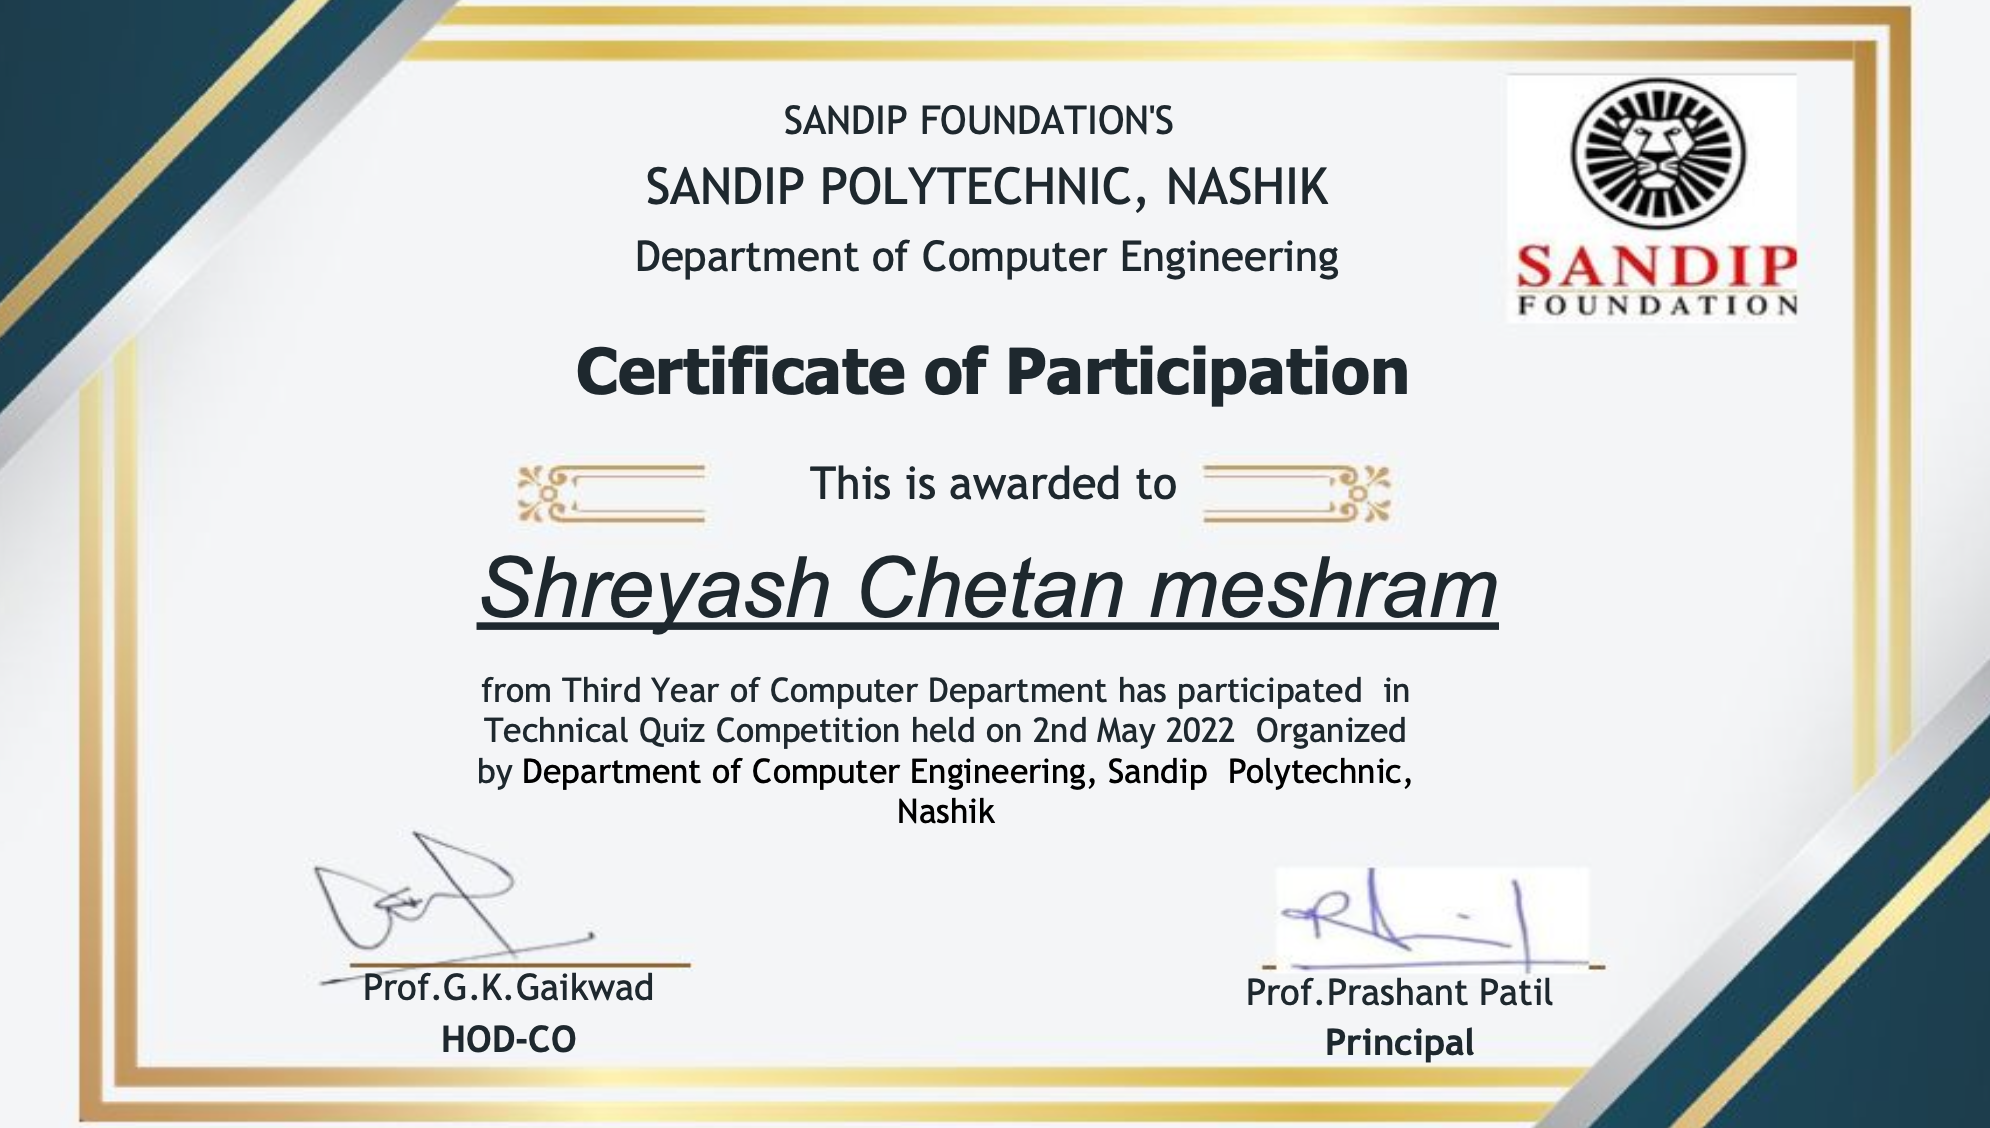 SANDIP FOUNDATION'S
SANDIP POLYTECHNIC, NASHIK
Department of Computer Engineering
SANDIP
FOUNDATION
Certificate of Participation
This is awarded to
Shreyash Chetan meshram
from Third Year of Computer Department has participated in
Technical Quiz Competition held on 2nd May 2022 Organized
by Department of Computer Engineering, Sandip Polytechnic,
Nashik
Prof.G.K.Gaikwad
HOD-CO
Prof.Prashant Patil
Principal